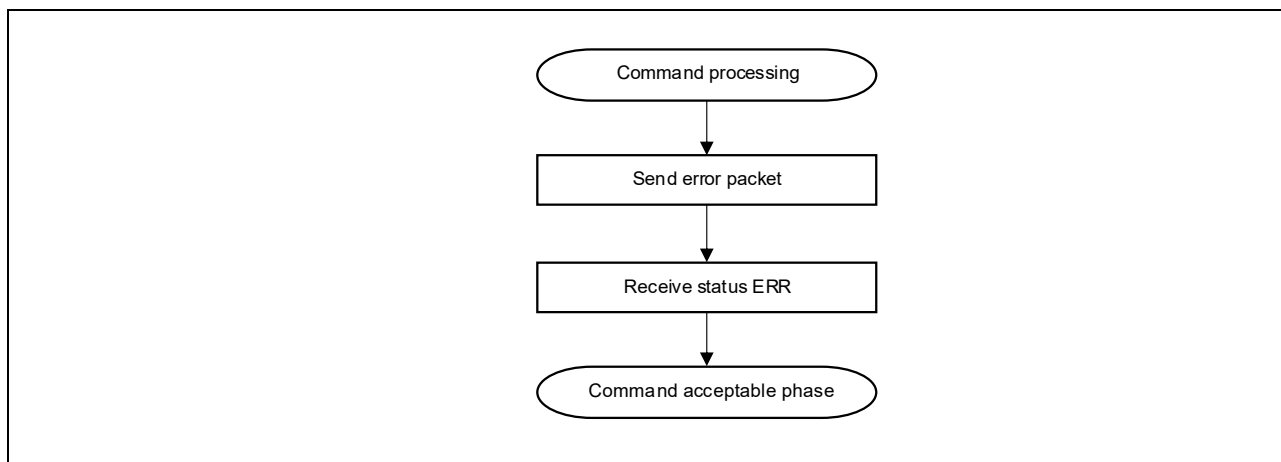 Command processing
Send error packet
Receive status ERR
Command acceptable phase